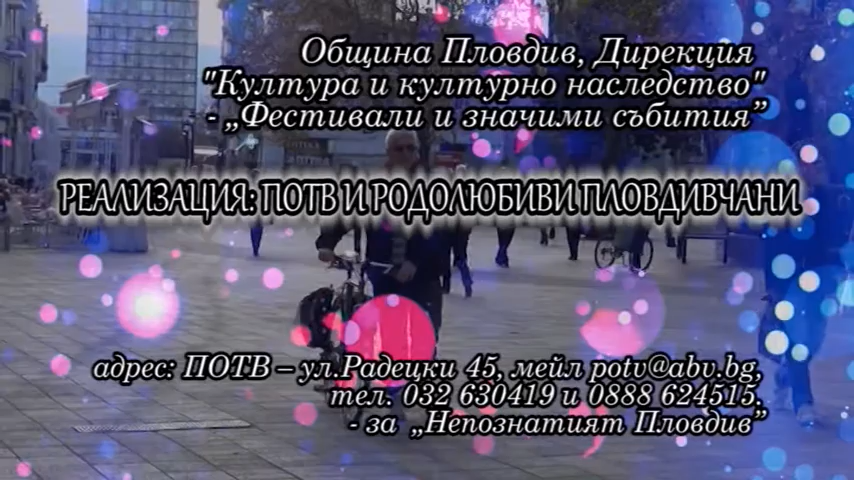 Община Пловдив, Дирекция
"Култура и културно наследство"
- „Фестивали и значими събития”
РЕАЛИЗАЦИЯ: ПОТВ И РОДОЛЮБИВИ ПЛОВДИВЧАНИ
адрес: ПОТВ – ул.Радецки 45, мейл potv@abv.bg,
тел. 032 630419 и 0888 624515.
- за „Непознатият Пловдив”